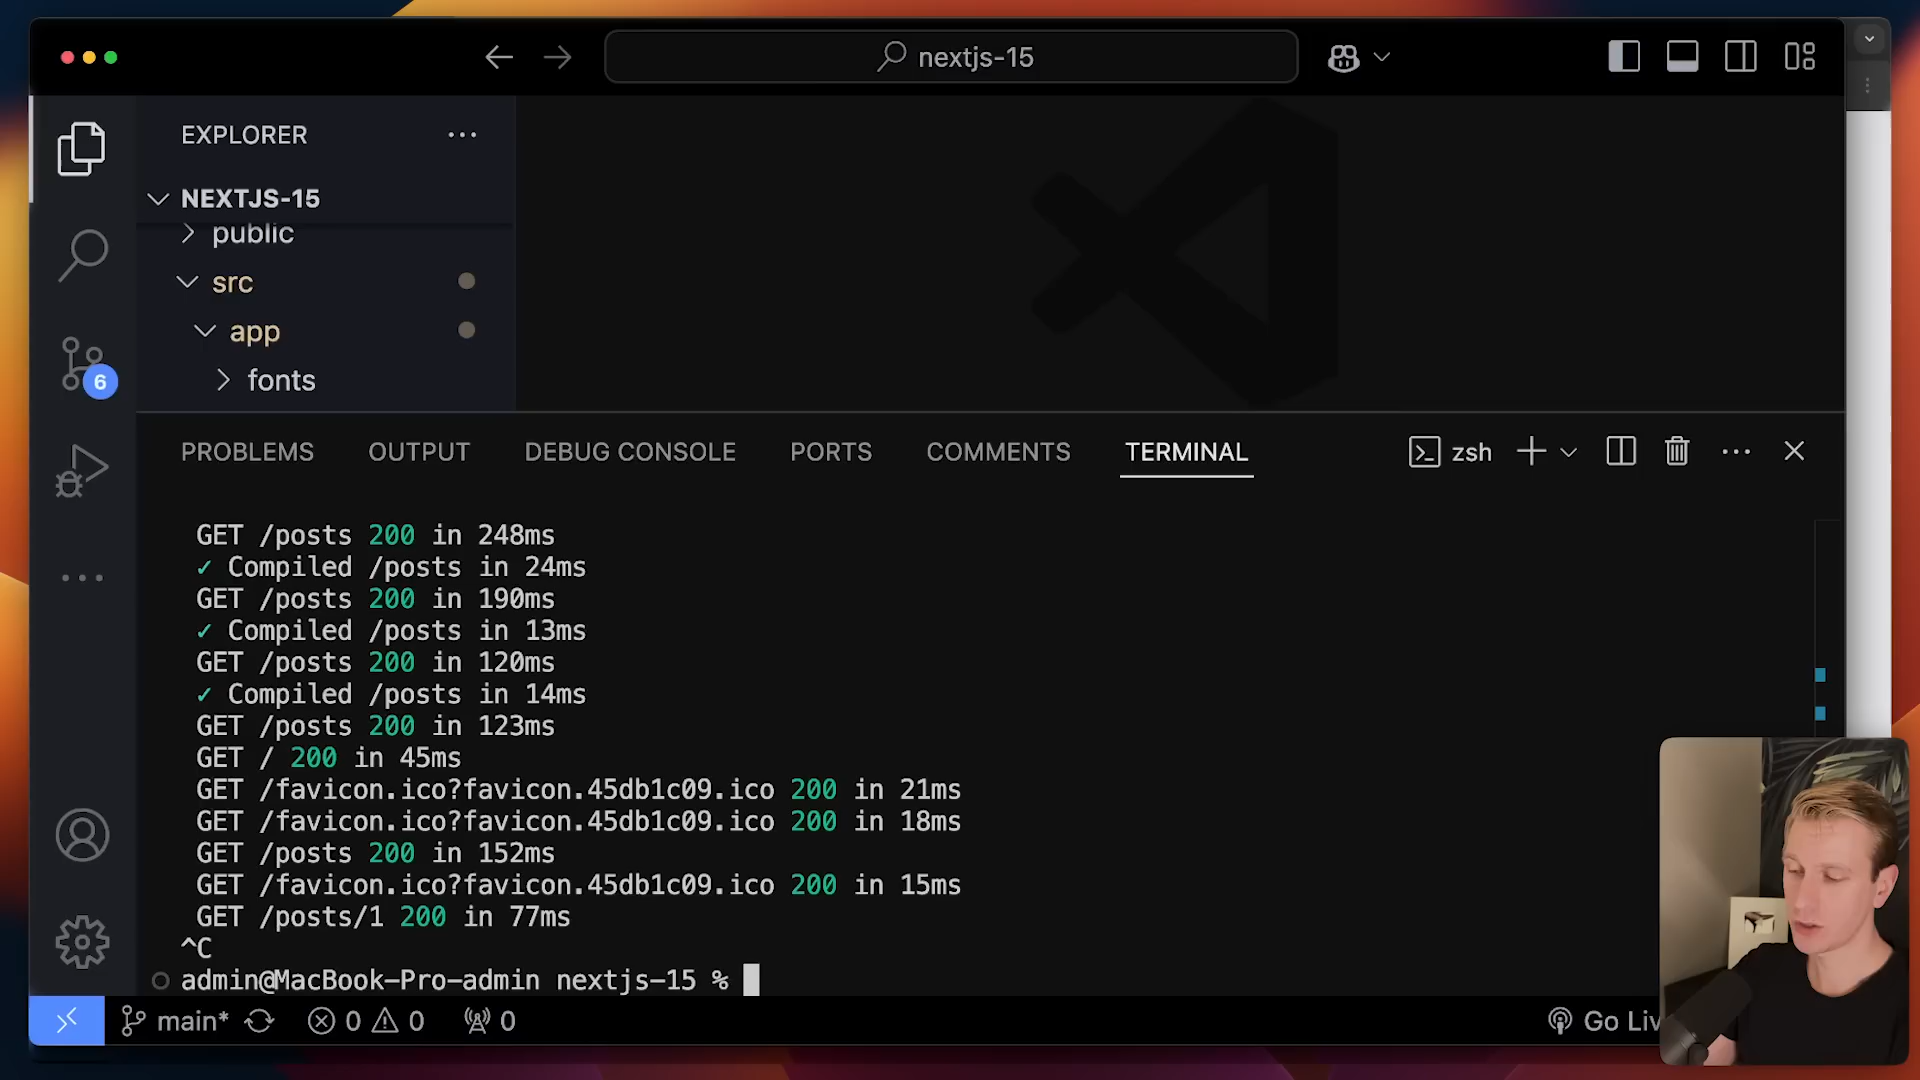 nextjs-15
EXPLORER
NEXTJS-15
public
src
app
fonts
6
PROBLEMS OUTPUT DEBUG CONSOLE PORTS COMMENTS TERMINAL zsh
GET /posts 200 in 248ms
✓ Compiled /posts in 24ms
GET /posts 200 in 190ms
✓ Compiled /posts in 13ms
GET /posts 200 in 120ms
✓ Compiled /posts in 14ms
GET /posts 200 in 123ms
GET / 200 in 45ms
GET /favicon.ico?favicon.45db1c09.ico 200 in 21ms
GET /favicon.ico?favicon.45db1c09.ico 200 in 18ms
GET /posts 200 in 152ms
GET /favicon.ico?favicon.45db1c09.ico 200 in 15ms
GET /posts/1 200 in 77ms
^C
admin@MacBook-Pro-admin nextjs-15 %
main* 0 0 0 Go Liv